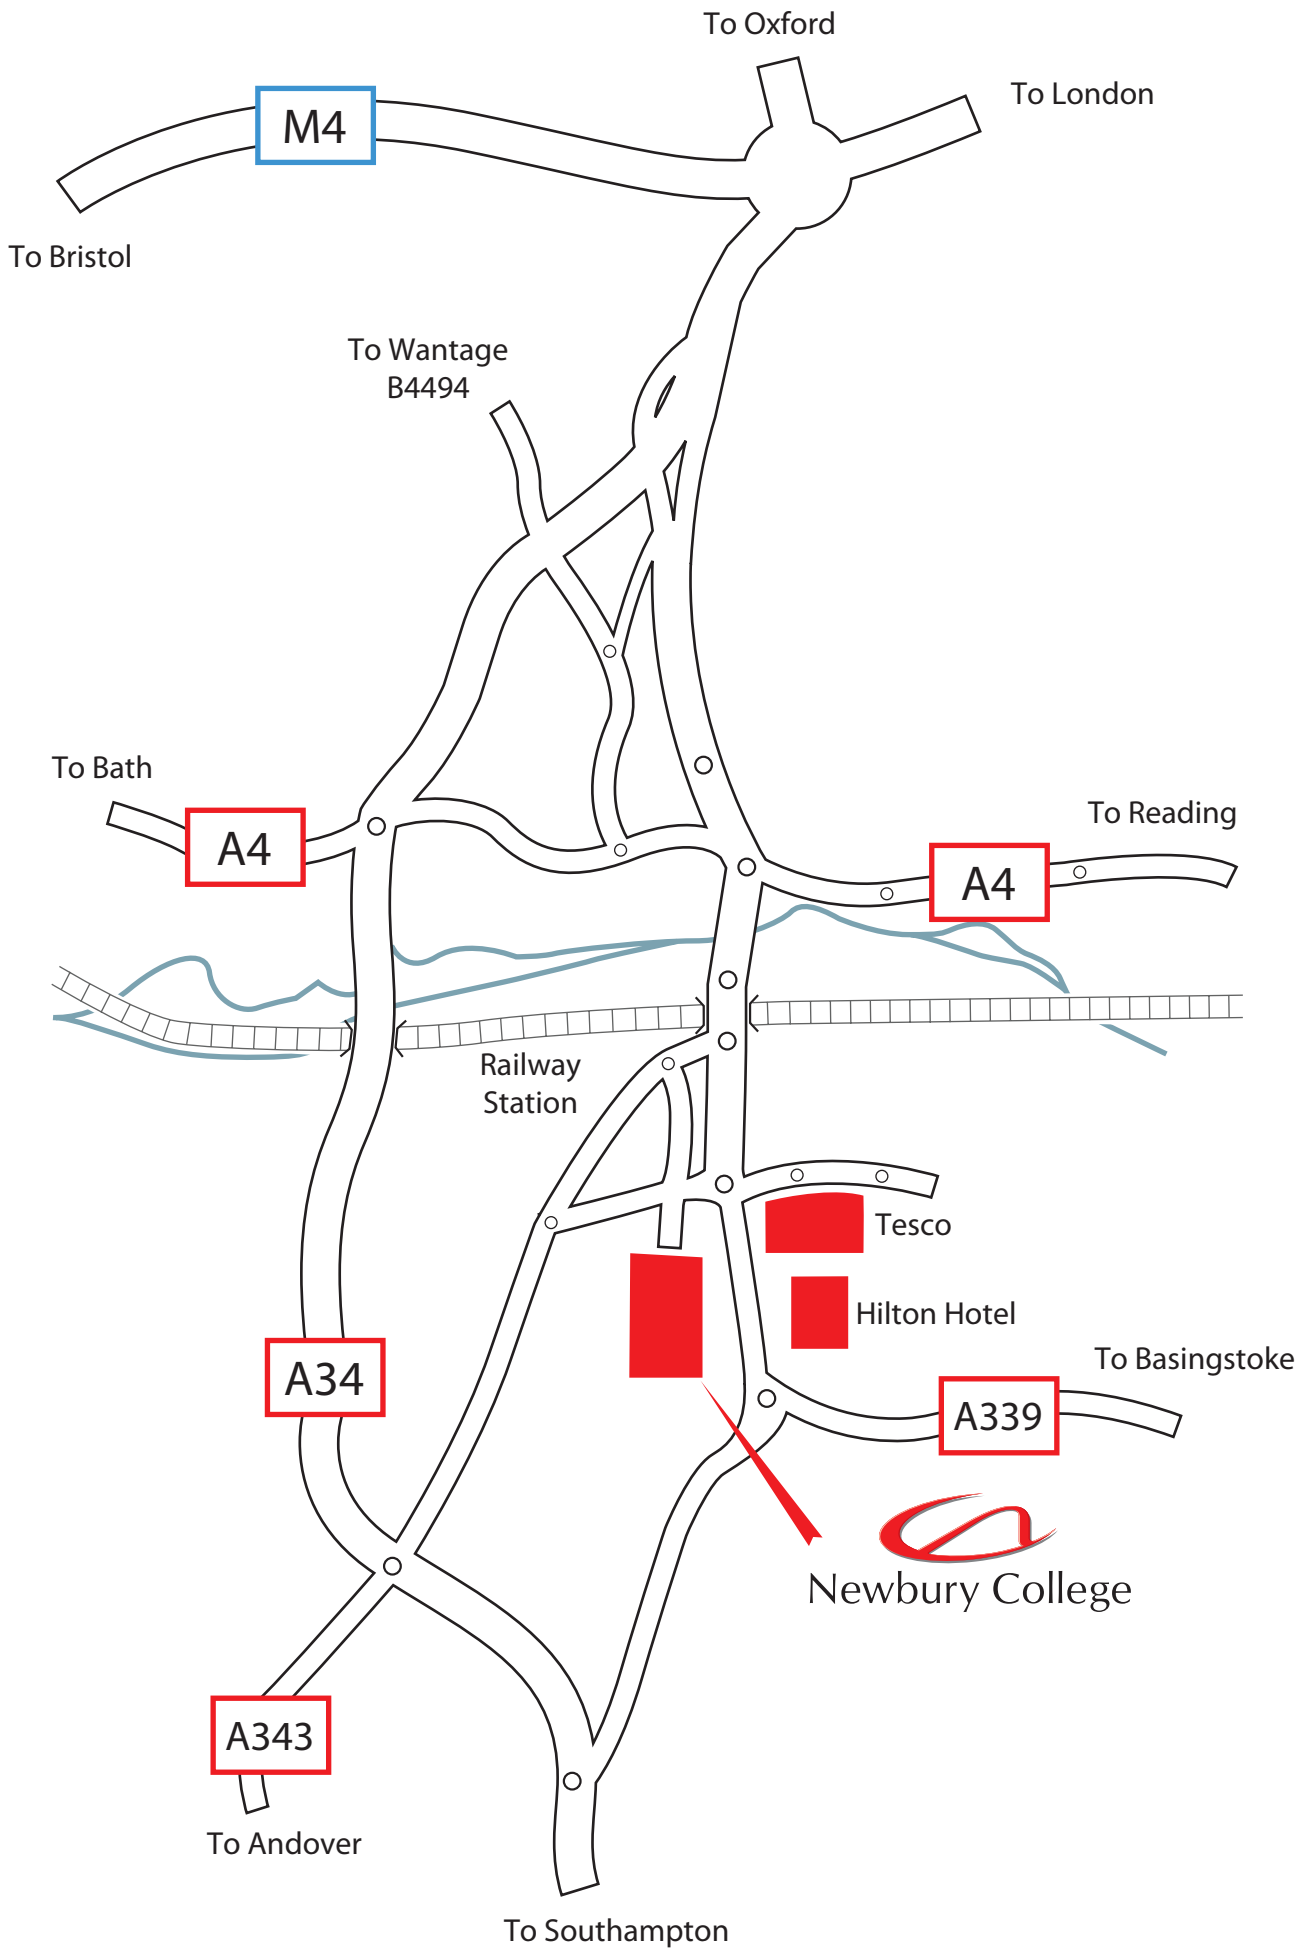 To Oxford
To London
M4
To Bristol
To Wantage
B4494
To Bath
To Reading
A4
A4
Railway
Station
Tesco
Hilton Hotel
To Basingstoke
A34
A339
Newbury College
A343
To Andover
To Southampton